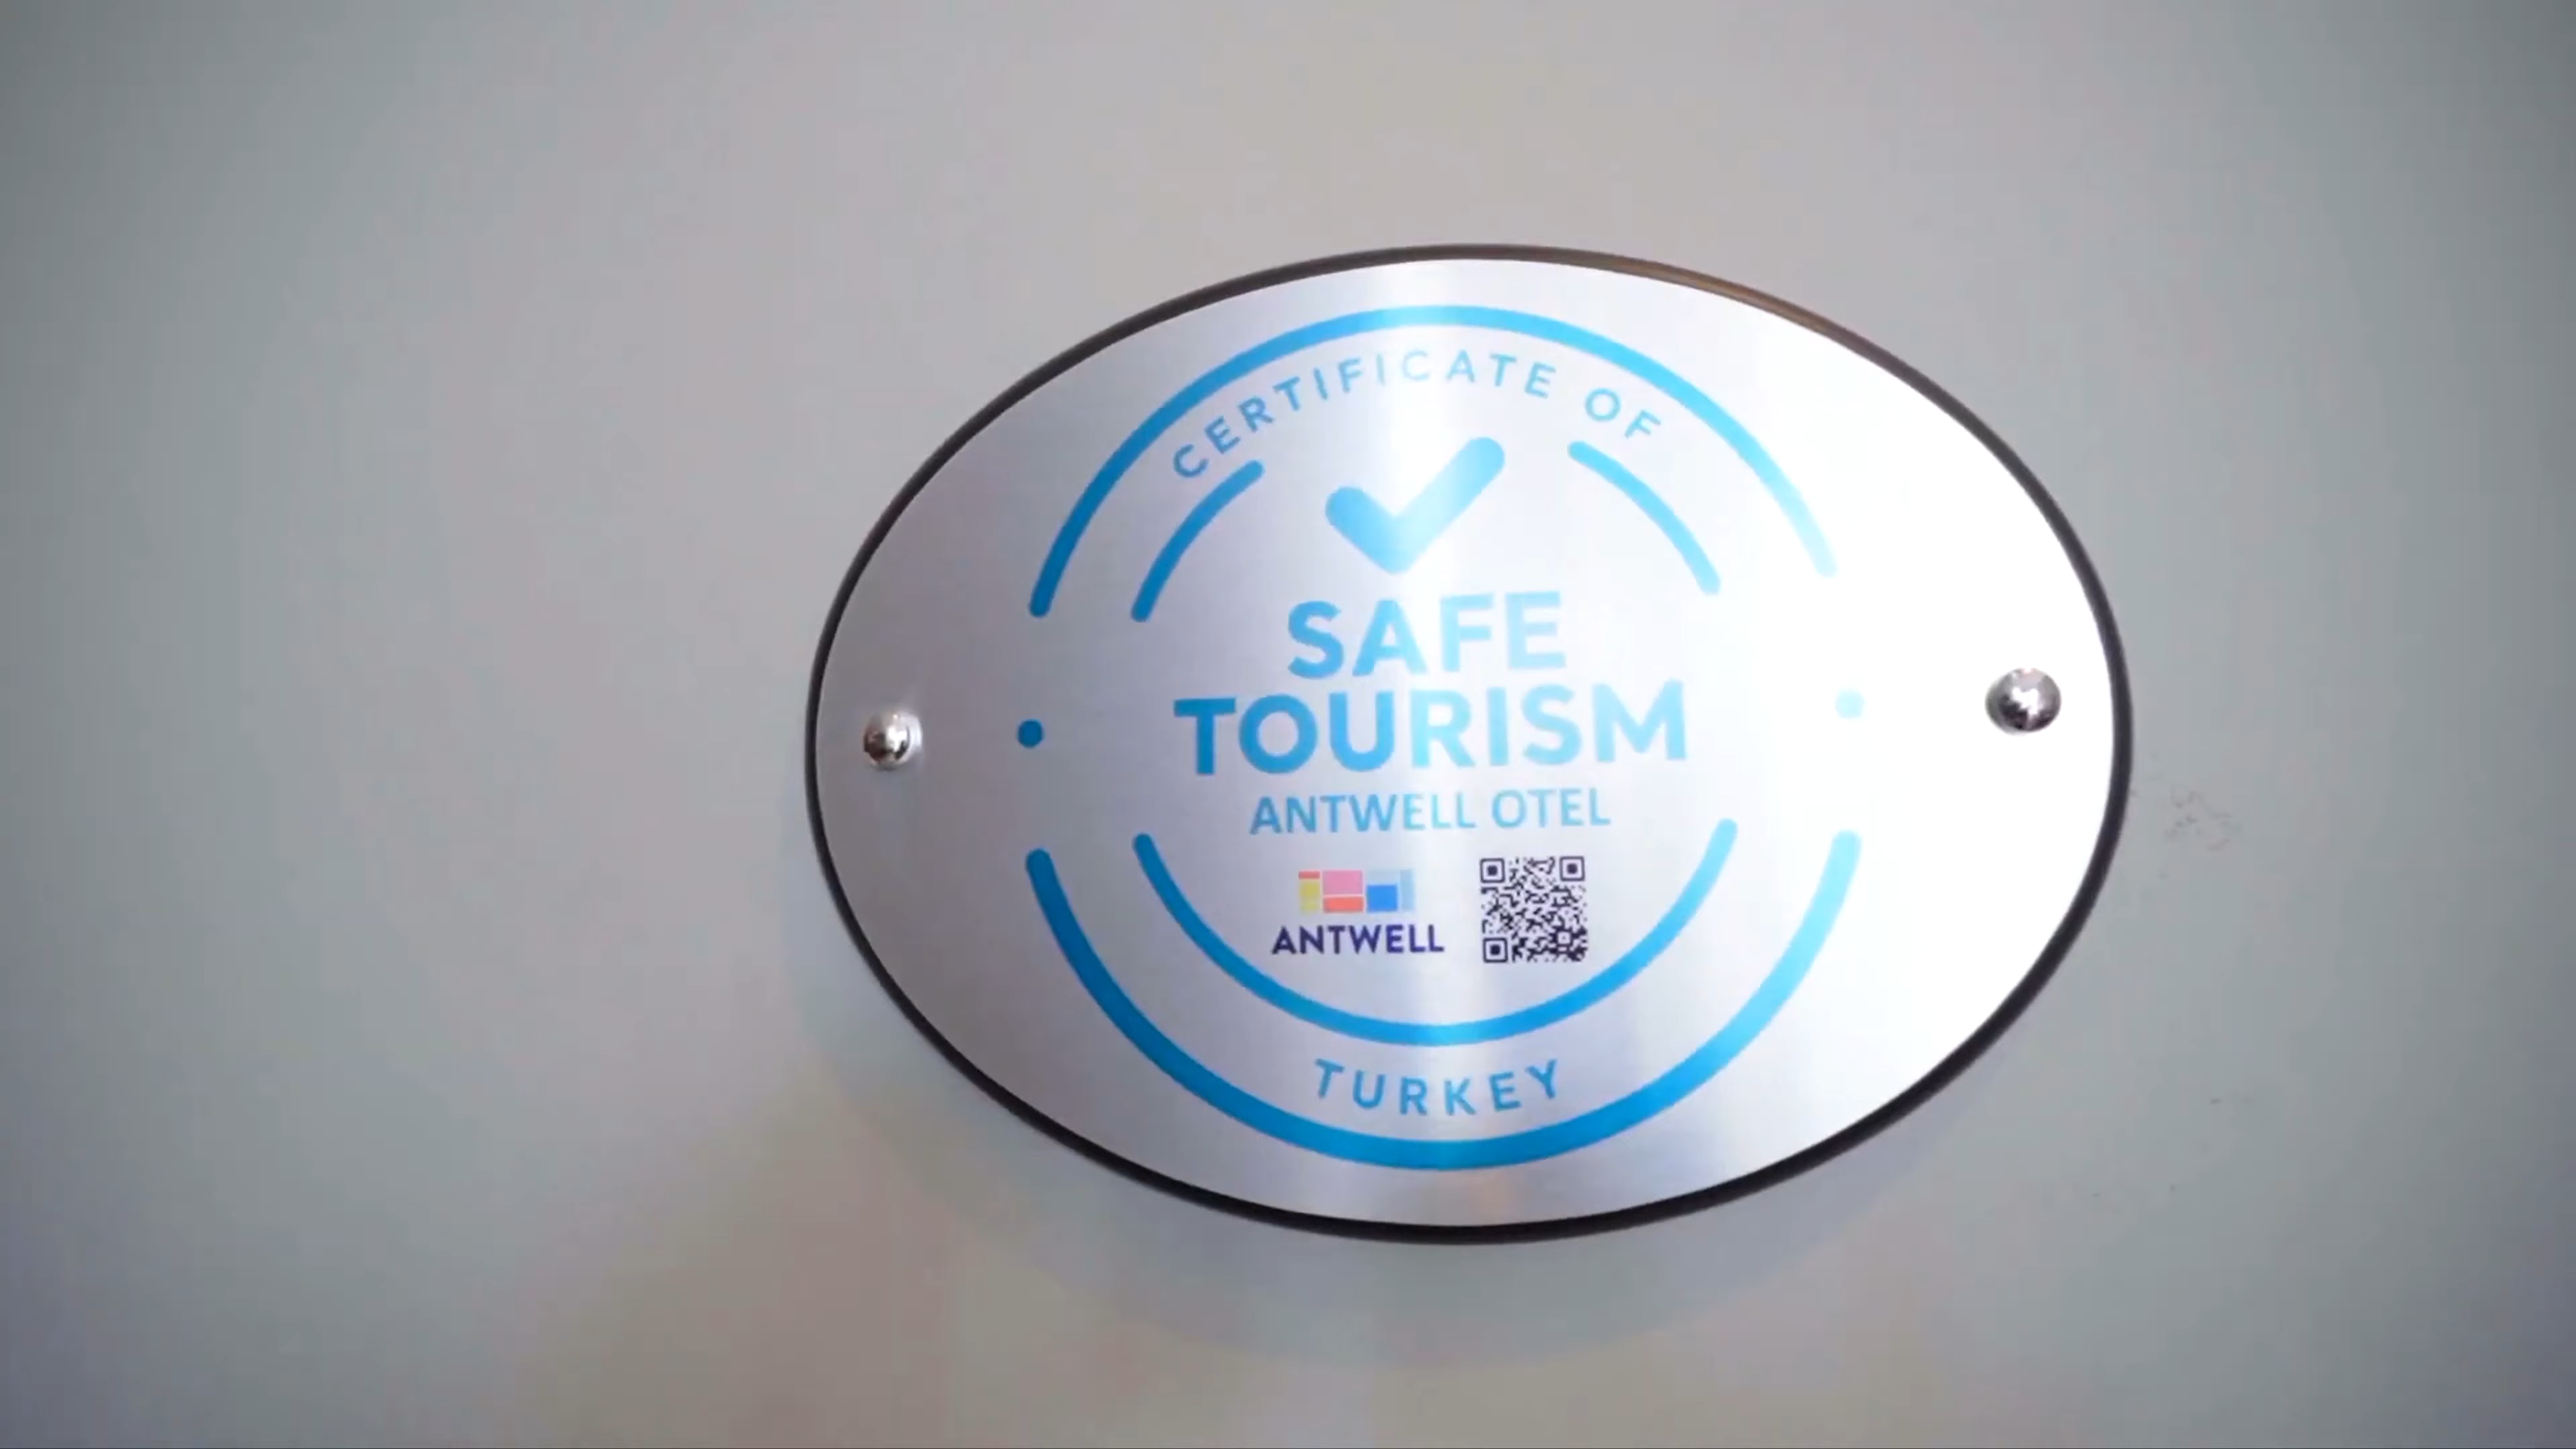 CERTIFICATE OF
SAFE
TOURISM
ANTWELL OTEL
ANTWELL
TURKEY